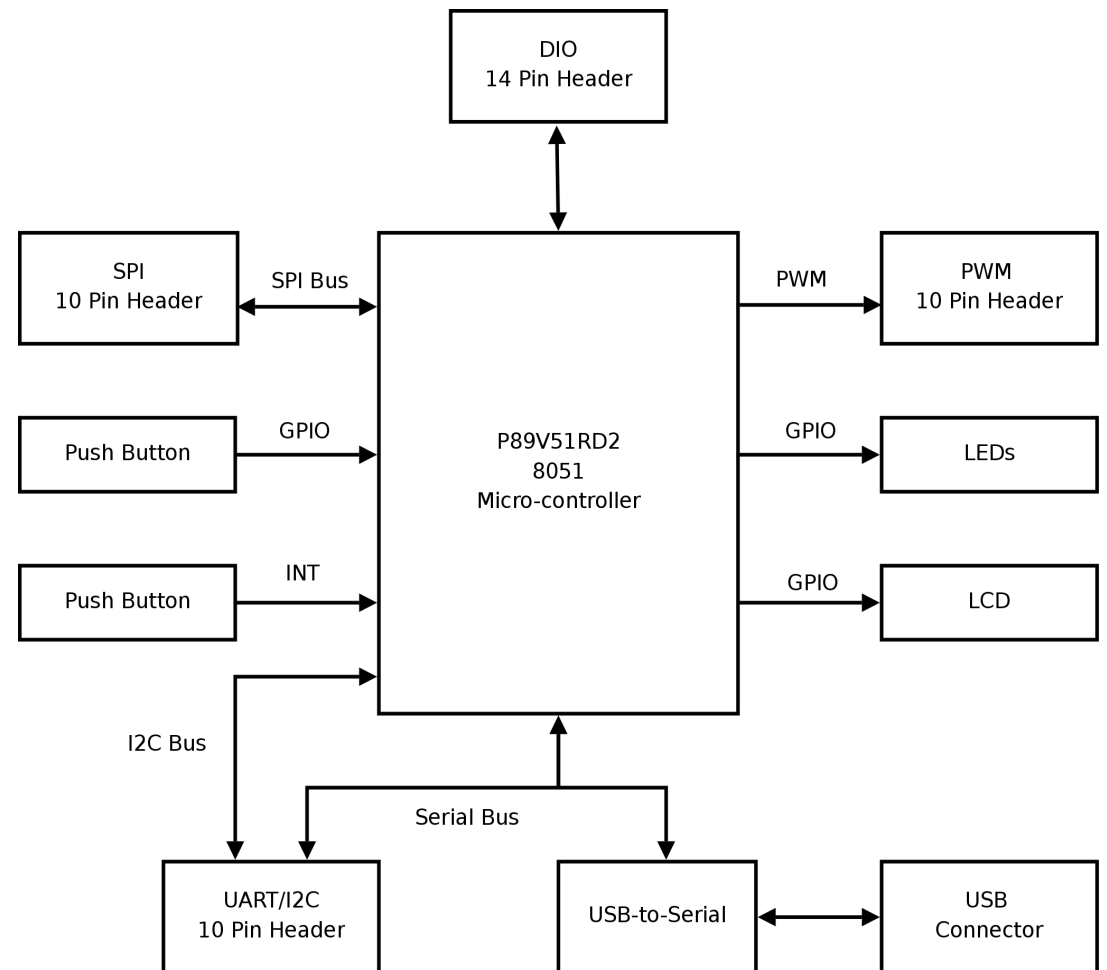 DIO
14 Pin Header
SPI
10 Pin Header
SPI Bus
PWM
PWM
10 Pin Header
Push Button
GPIO
P89V51RD2
8051
Micro-controller
GPIO
LEDs
Push Button
INT
GPIO
LCD
I2C Bus
Serial Bus
UART/I2C
10 Pin Header
USB-to-Serial
USB
Connector